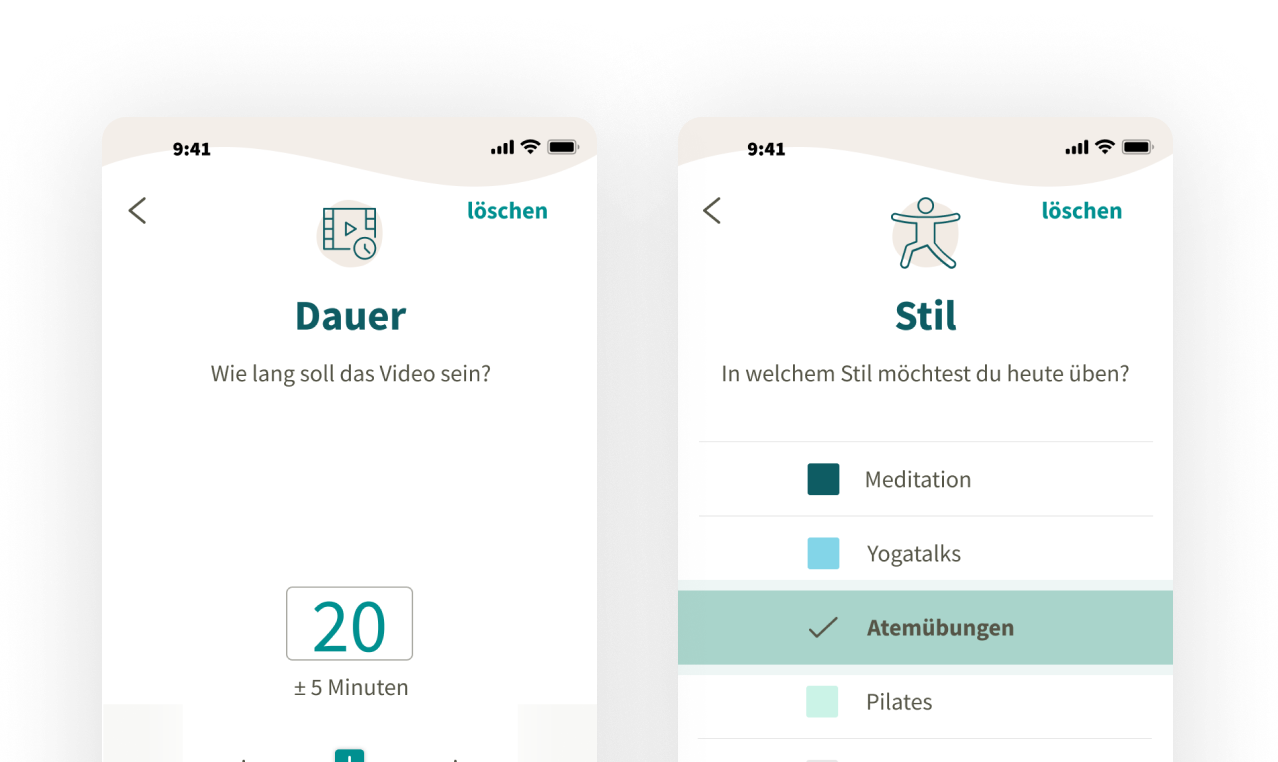 9:41
löschen
Dauer
Wie lang soll das Video sein?
20
± 5 Minuten
9:41
löschen
Stil
In welchem Stil möchtest du heute üben?
Meditation
Yogatalks
Atemübungen
Pilates